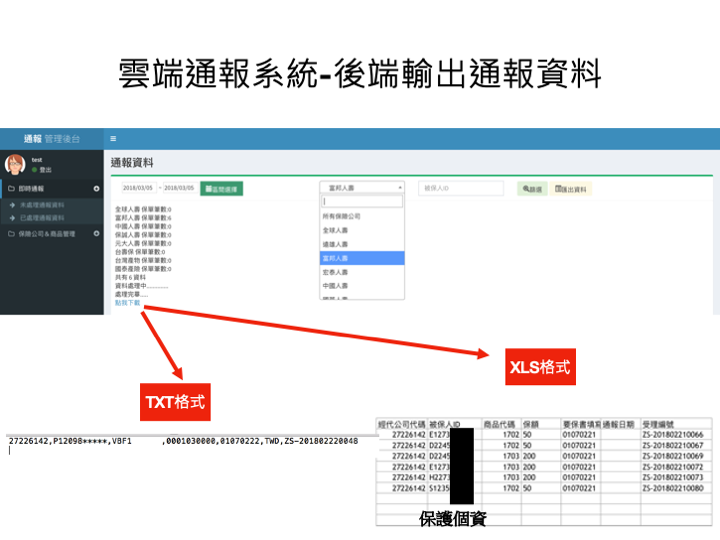 雲端通報系統-後端輸出通報資料
通報 管理後台
test
登出
即時通報
未處理通報資料
已處理通報資料
保險公司&商品管理
通報資料
2018/03/05 - 2018/03/05 區間選擇 富邦人壽 被保人ID 篩選 匯出資料
所有保險公司
全球人壽
遠雄人壽
富邦人壽
宏泰人壽
中國人壽
全球人壽 保單筆數:0
富邦人壽 保單筆數:6
中國人壽 保單筆數:0
保誠人壽 保單筆數:0
元大人壽 保單筆數:0
台壽保 保單筆數:0
台灣產物 保單筆數:0
國泰產險 保單筆數:0
共有 6 資料
資料處理中...............
處理完畢.....
點我下載
XLS格式
TXT格式
27226142,P12098*****,VBF1 ,0001030000,01070222,TWD,ZS-201802220048
經代公司代碼 被保人ID 商品代碼 保額 要保書填寫 通報日期 受理編號
27226142 E1273 1702 50 01070221 ZS-201802210066
27226142 D2245 1702 50 01070221 ZS-201802210067
27226142 D2245 1703 200 01070221 ZS-201802210069
27226142 E1273 1703 200 01070221 ZS-201802210072
27226142 H2273 1703 200 01070221 ZS-201802210073
27226142 S1235 1702 50 01070221 ZS-201802210080
保護個資